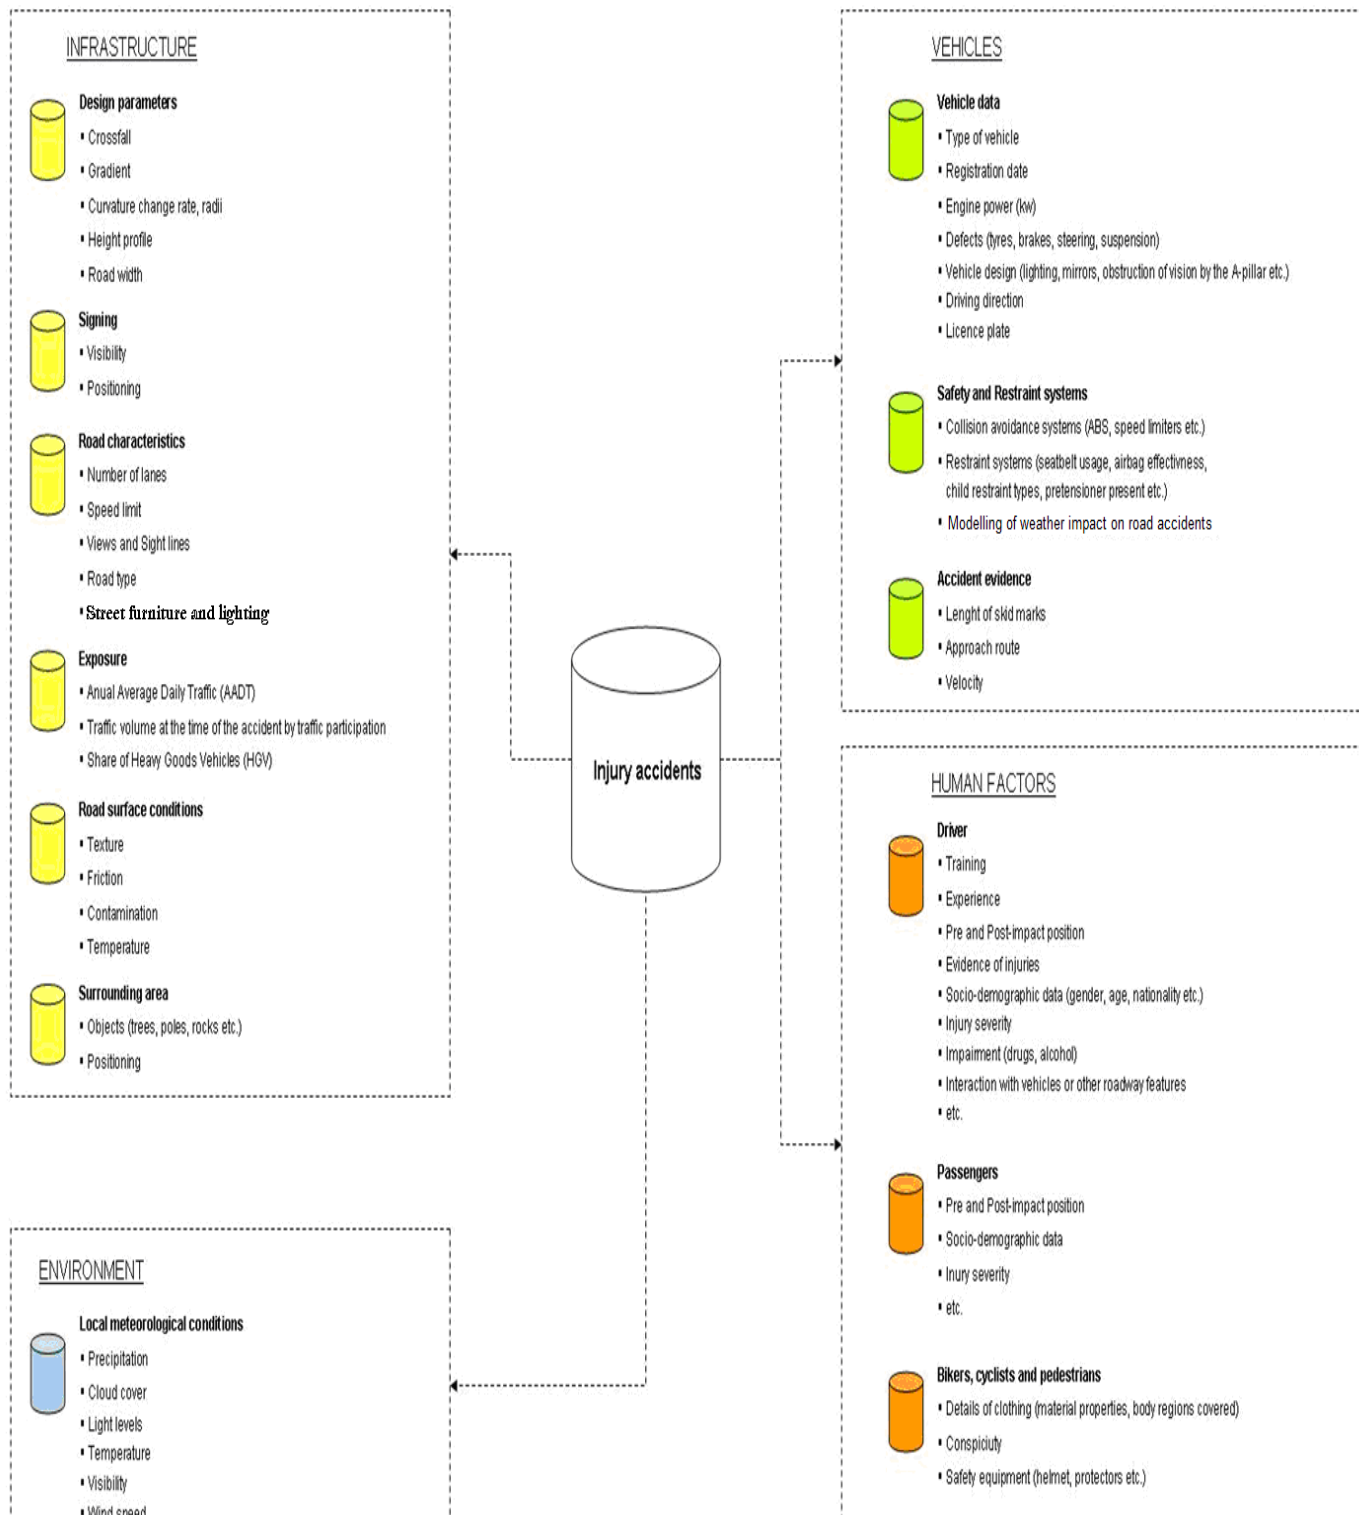 INFRASTRUCTURE
Design parameters
▪ Crossfall
▪ Gradient
▪ Curvature change rate, radii
▪ Height profile
▪ Road width
Signing
▪ Visibility
▪ Positioning
Road characteristics
▪ Number of lanes
▪ Speed limit
▪ Views and Sight lines
▪ Road type
▪ Street furniture and lighting
Exposure
▪ Anual Average Daily Traffic (AADT)
▪ Traffic volume at the time of the accident by traffic participation
▪ Share of Heavy Goods Vehicles (HGV)
Road surface conditions
▪ Texture
▪ Friction
▪ Contamination
▪ Temperature
Surrounding area
▪ Objects (trees, poles, rocks etc.)
▪ Positioning
ENVIRONMENT
Local meteorological conditions
▪ Precipitation
▪ Cloud cover
▪ Light levels
▪ Temperature
▪ Visibility
▪ Wind speed
Injury accidents
VEHICLES
Vehicle data
▪ Type of vehicle
▪ Registration date
▪ Engine power (kw)
▪ Defects (tyres, brakes, steering, suspension)
▪ Vehicle design (lighting, mirrors, obstruction of vision by the A-pillar etc.)
▪ Driving direction
▪ Licence plate
Safety and Restraint systems
▪ Collision avoidance systems (ABS, speed limiters etc.)
▪ Restraint systems (seatbelt usage, airbag effectivness,
child restraint types, pretensioner present etc.)
▪ Modelling of weather impact on road accidents
Accident evidence
▪ Lenght of skid marks
▪ Approach route
▪ Velocity
HUMAN FACTORS
Driver
▪ Training
▪ Experience
▪ Pre and Post-impact position
▪ Evidence of injuries
▪ Socio-demographic data (gender, age, nationality etc.)
▪ Injury severity
▪ Impairment (drugs, alcohol)
▪ Interaction with vehicles or other roadway features
▪ etc.
Passengers
▪ Pre and Post-impact position
▪ Socio-demographic data
▪ Inury severity
▪ etc.
Bikers, cyclists and pedestrians
▪ Details of clothing (material properties, body regions covered)
▪ Conspiciuty
▪ Safety equipment (helmet, protectors etc.)